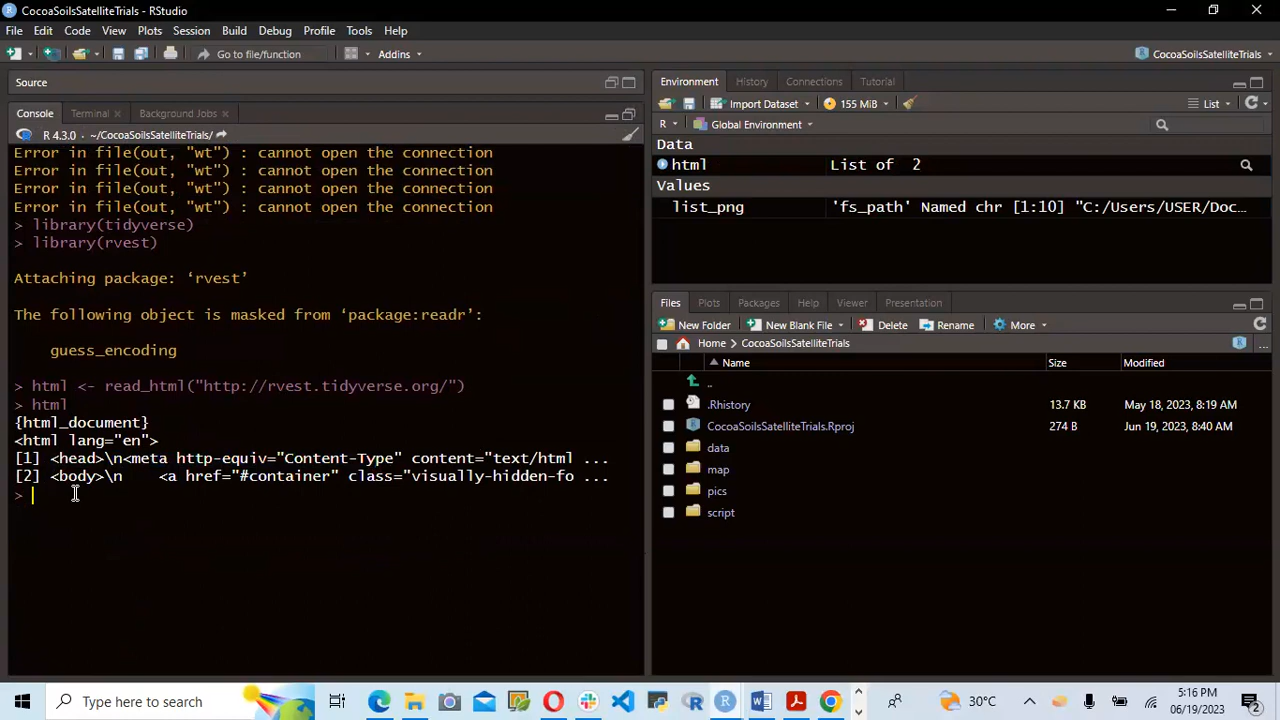 CocoaSoilsSatelliteTrials - RStudio
File Edit Code View Plots Session Build Debug Profile Tools Help
Go to file/function Addins CocoaSoilsSatelliteTrials
Source
Console Terminal Background Jobs
R 4.3.0 · ~/CocoaSoilsSatelliteTrials/
Error in file(out, "wt") : cannot open the connection
Error in file(out, "wt") : cannot open the connection
Error in file(out, "wt") : cannot open the connection
Error in file(out, "wt") : cannot open the connection
> library(tidyverse)
> library(rvest)
Attaching package: ‘rvest’
The following object is masked from ‘package:readr’:
guess_encoding
> html <- read_html("http://rvest.tidyverse.org/")
> html
{html_document}
<html lang="en">
[1] <head>\n<meta http-equiv="Content-Type" content="text/html ...
[2] <body>\n    <a href="#container" class="visually-hidden-fo ...
>
Environment History Connections Tutorial
Import Dataset 155 MiB List
R Global Environment
Data
html List of  2
Values
list_png 'fs_path' Named chr [1:10] "C:/Users/USER/Doc…
Files Plots Packages Help Viewer Presentation
New Folder New Blank File Delete Rename More
Home > CocoaSoilsSatelliteTrials
Name Size Modified
..
.Rhistory 13.7 KB May 18, 2023, 8:19 AM
CocoaSoilsSatelliteTrials.Rproj 274 B Jun 19, 2023, 8:40 AM
data
map
pics
script
Type here to search 30°C 5:16 PM
06/19/2023 2